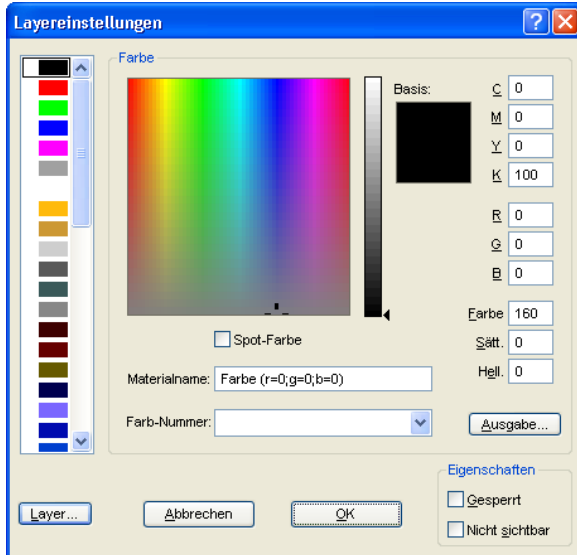 Layereinstellungen
Farbe
Basis:
C 0
M 0
Y 0
K 100
R 0
G 0
B 0
Farbe 160
Sätt. 0
Hell. 0
Spot-Farbe
Materialname: Farbe (r=0;g=0;b=0)
Farb-Nummer:
Ausgabe...
Eigenschaften
Gesperrt
Nicht sichtbar
Layer...
Abbrechen
OK